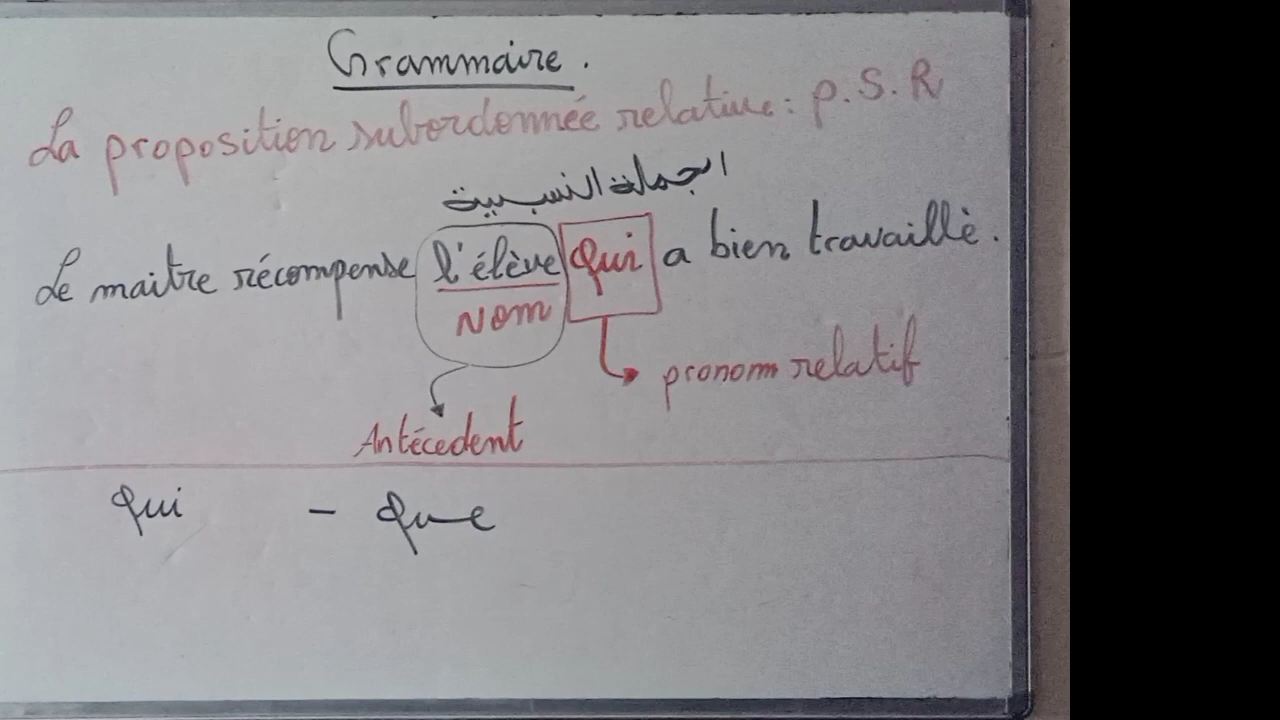 Grammaire.
La proposition subordonnée relative : P.S.R
الجملة النسبية
Le maitre récompense l'élève qui a bien travaillé.
Nom
pronom relatif
Antécedent
qui - que